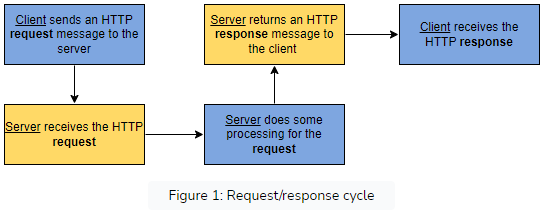 Client sends an HTTP
request message to the
server
Server receives the HTTP
request
Server does some
processing for the
request
Server returns an HTTP
response message to
the client
Client receives the
HTTP response
Figure 1: Request/response cycle